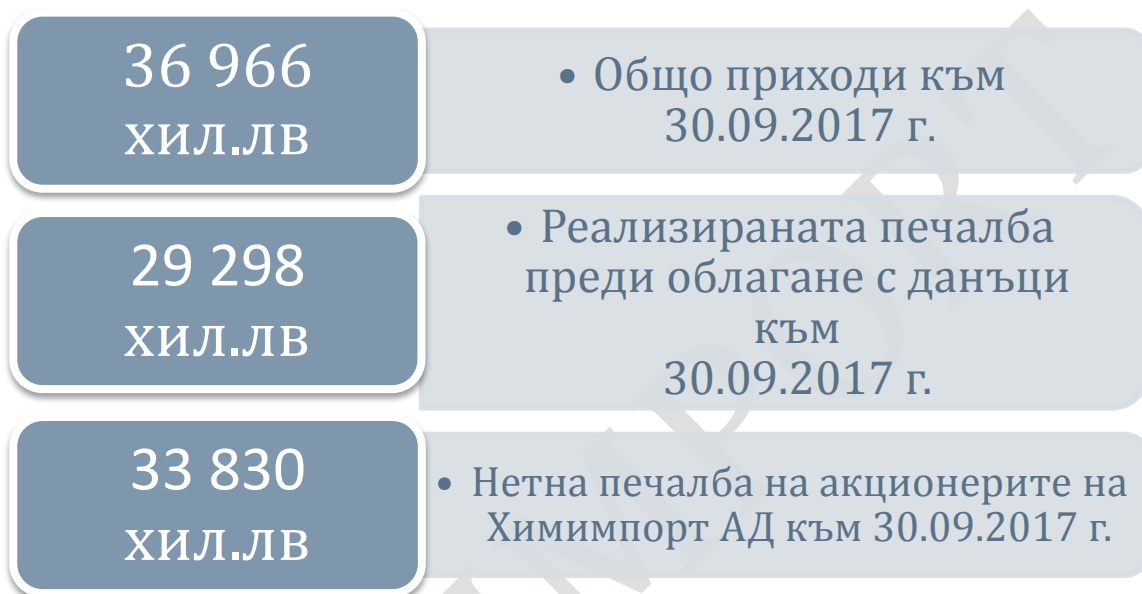 36 966
хил.лв
• Общо приходи към
30.09.2017 г.
29 298
хил.лв
• Реализираната печалба
преди облагане с данъци
към
30.09.2017 г.
33 830
хил.лв
• Нетна печалба на акционерите на
Химимпорт АД към 30.09.2017 г.